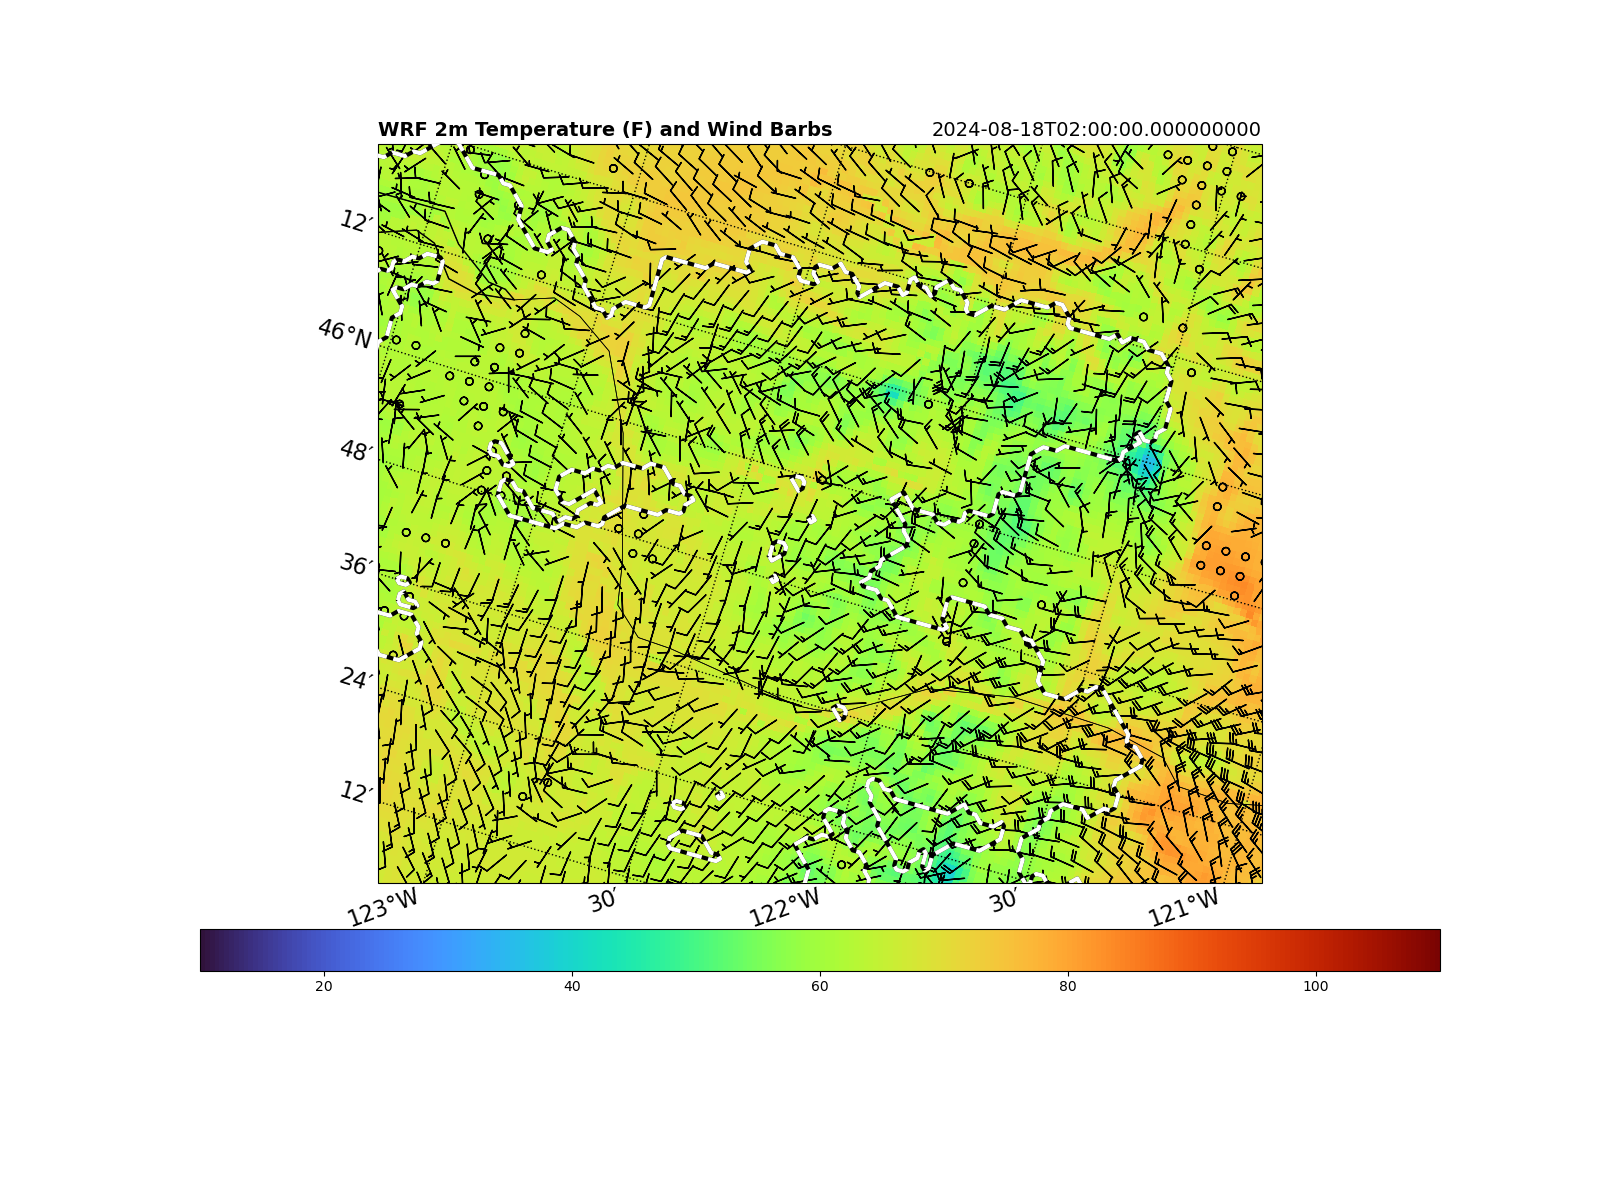 WRF 2m Temperature (F) and Wind Barbs 2024-08-18T02:00:00.000000000
12′
46°N
48′
36′
24′
12′
123°W 30′ 122°W 30′ 121°W
20 40 60 80 100